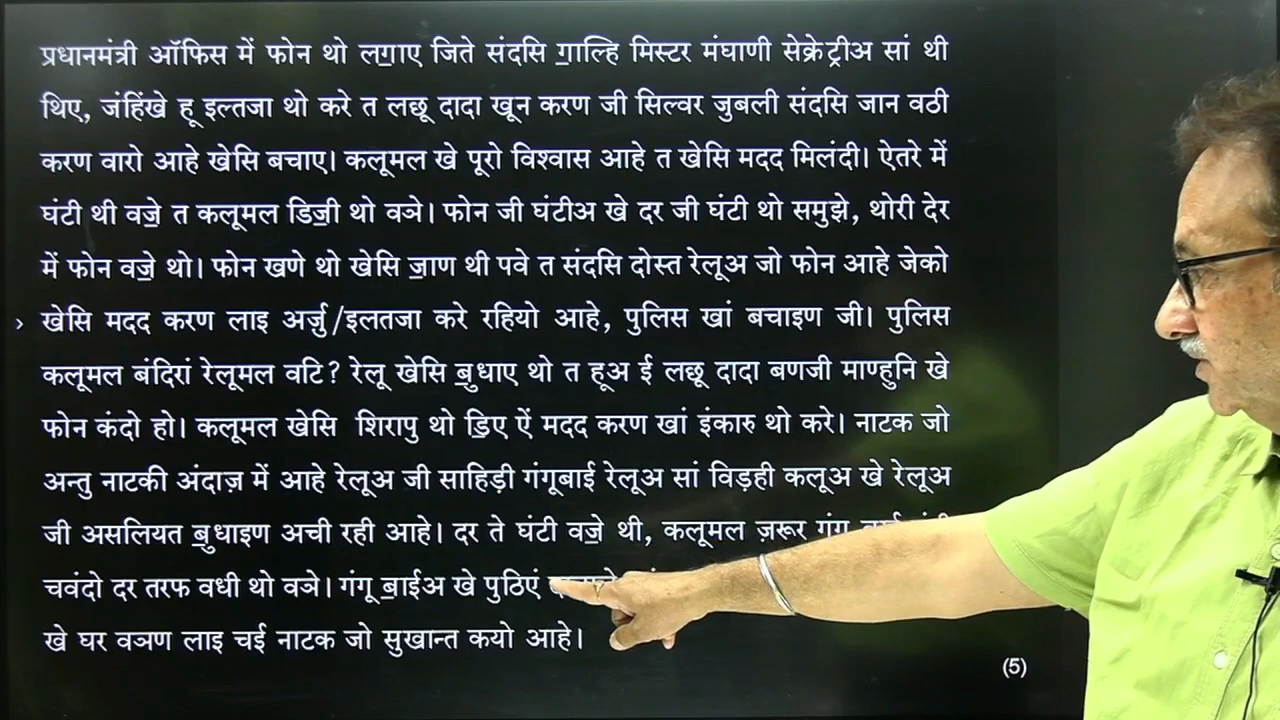 प्रधानमंत्री ऑफिस में फोन थो लॻाए जिते संदसि ॻाल्हि मिस्टर मंघाणी सेक्रेट्रीअ सां थी
थिए, जंहिंखे हू इल्तजा थो करे त लछू दादा खून करण जी सिल्वर जुबली संदसि जान वठी
करण वारो आहे खेसि बचाए। कलूमल खे पूरो विश्वास आहे त खेसि मदद मिलंदी। ऐतरे में
घंटी थी वॼे त कलूमल डिॼी थो वञे। फोन जी घंटीअ खे दर जी घंटी थो समुझे, थोरी देर
में फोन वॼे थो। फोन खणे थो खेसि ॼाण थी पवे त संदसि दोस्त रेलूअ जो फोन आहे जेको
› खेसि मदद करण लाइ अर्ज़ु/इलतजा करे रहियो आहे, पुलिस खां बचाइण जी। पुलिस
कलूमल बंदिरां रेलूमल वटि? रेलू खेसि ॿुधाए थो त हूअ ई लछू दादा बणजी माण्हुनि खे
फोन कंदो हो। कलूमल खेसि शिरापु थो ॾिए ऐं मदद करण खां इंकारु थो करे। नाटक जो
अन्तु नाटकी अंदाज़ में आहे रेलूअ जी साहिड़ी गंगूबाई रेलूअ सां विड़ही कलूअ खे रेलूअ
जी असलियत ॿुधाइण अची रही आहे। दर ते घंटी वॼे थी, कलूमल ज़रूर
चवंदो दर तरफ वधी थो वञे। गंगू ॿाईअ खे पुठिएं
खे घर वञण लाइ चई नाटक जो सुखान्त कयो आहे।
(5)